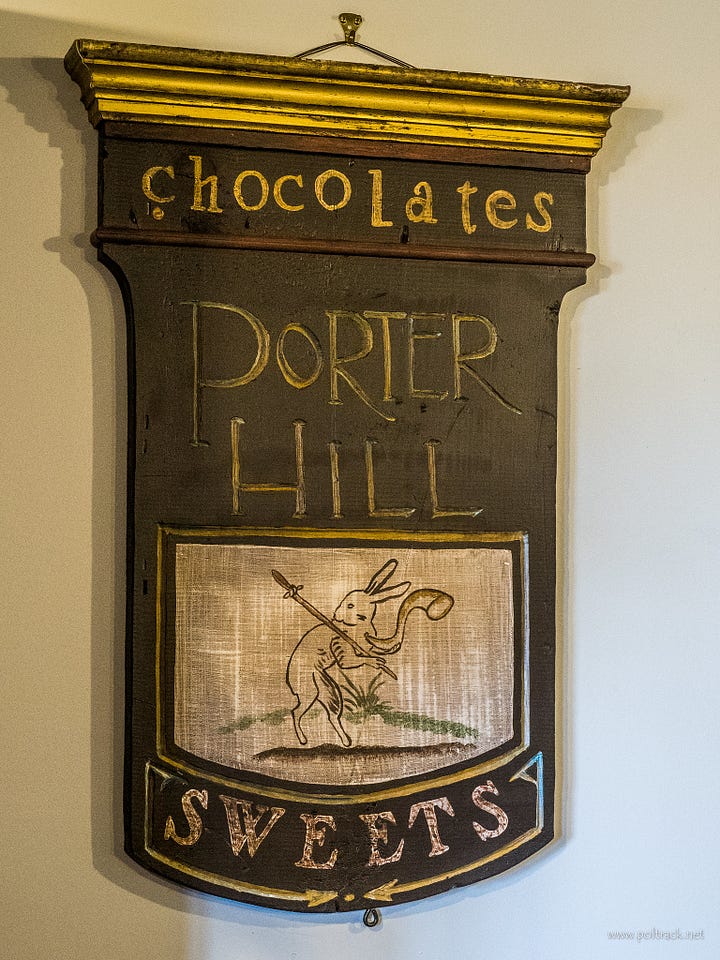 chocolates
PORTER
HILL
SWEETS
www.poltrack.net